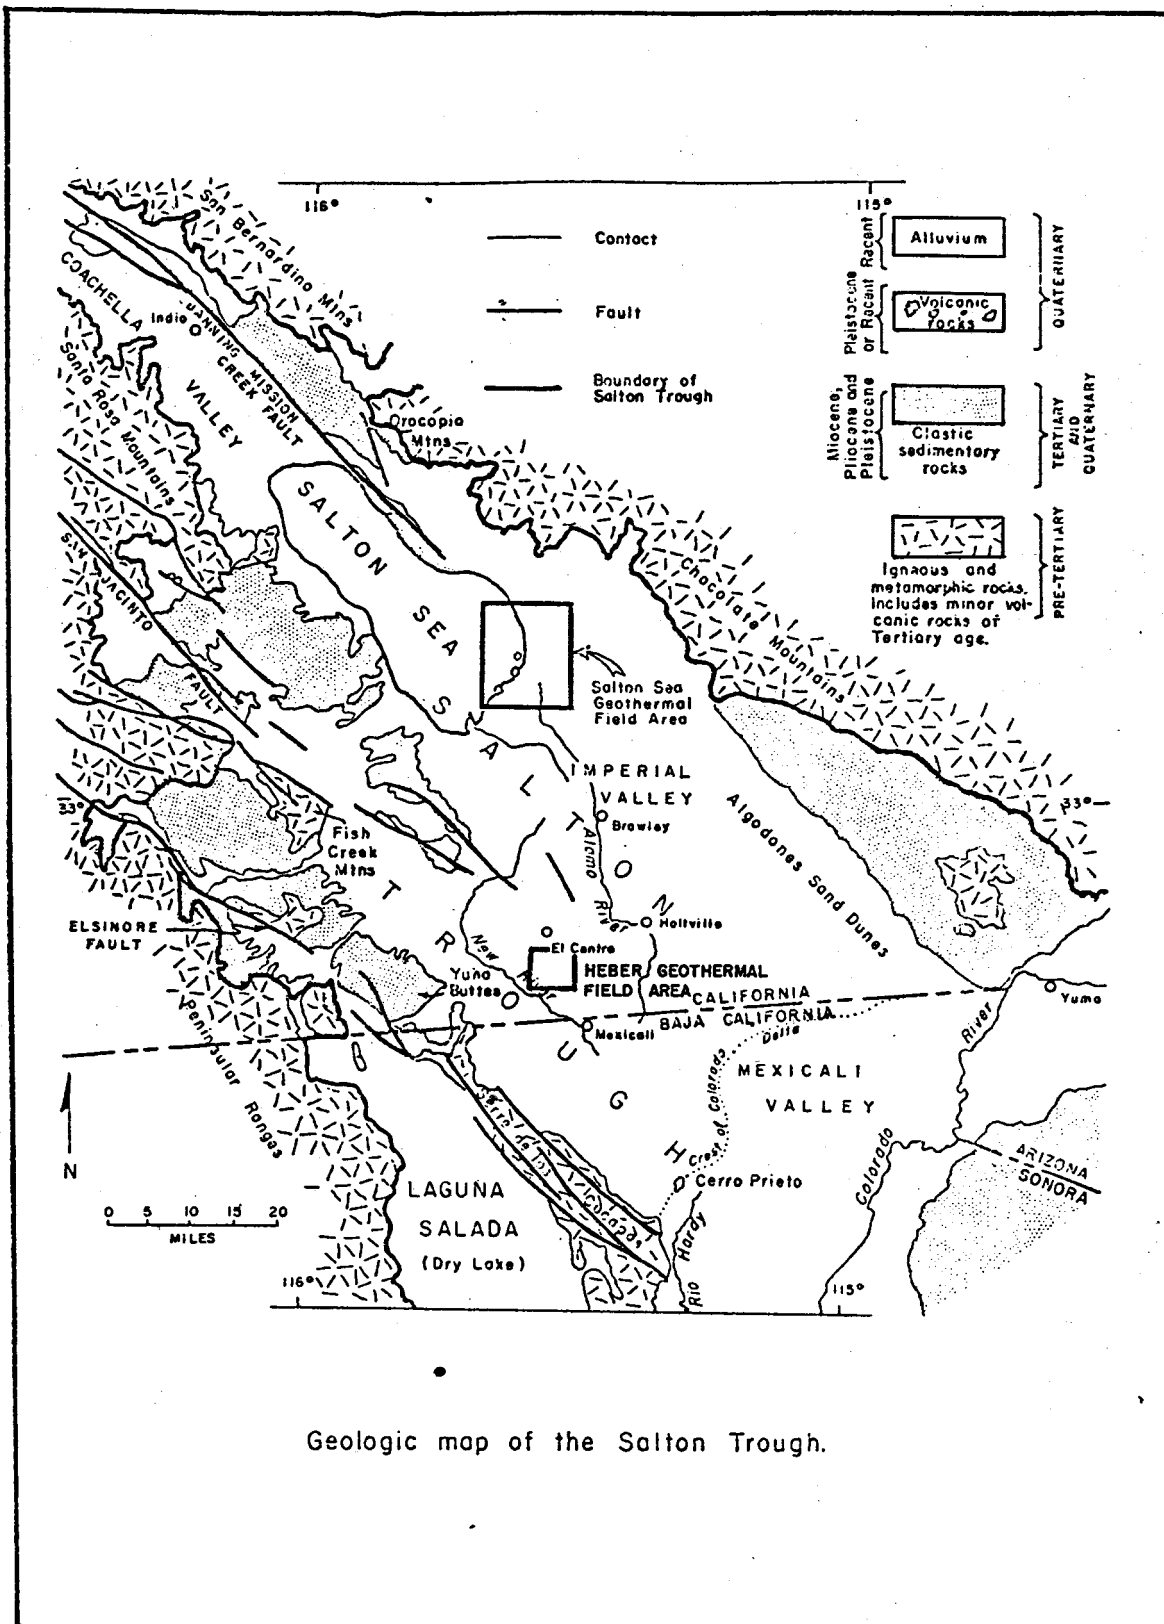 116°
115°
San Bernardino Mtns
Contact
Fault
Boundary of
Salton Trough
Recent
Alluvium
Pleistocene
or Recent
Volcanic
rocks
QUATERNARY
Miocene,
Pliocene and
Pleistocene
Clastic
sedimentary
rocks
TERTIARY
AND
QUATERNARY
Igneous and
metamorphic rocks.
Includes minor vol-
canic rocks of
Tertiary age.
PRE-TERTIARY
COACHELLA
VALLEY
Indio
BANNING MISSION
CREEK FAULT
Santa Rosa Mountains
Orocopia
Mtns
SALTON
SEA
SAN JACINTO
FAULT
Chocolate Mountains
Salton Sea
Geothermal
Field Area
SALTON
TROUGH
IMPERIAL
VALLEY
33°
33°
Brawley
Alamo
River
Algodones Sand Dunes
Fish
Creek
Mtns
ELSINORE
FAULT
Holtville
El Centro
New
HEBER GEOTHERMAL
FIELD AREA
Yuha
Buttes
CALIFORNIA
BAJA CALIFORNIA
Mexicali
Yuma
River
Colorado
Peninsular Ranges
Crest of Colorado
Delta
MEXICALI
VALLEY
N
Sierra de los
Cucapas
Cerro Prieto
ARIZONA
SONORA
LAGUNA
SALADA
(Dry Lake)
Rio Hardy
0 5 10 15 20
MILES
116°
115°
Geologic map of the Salton Trough.